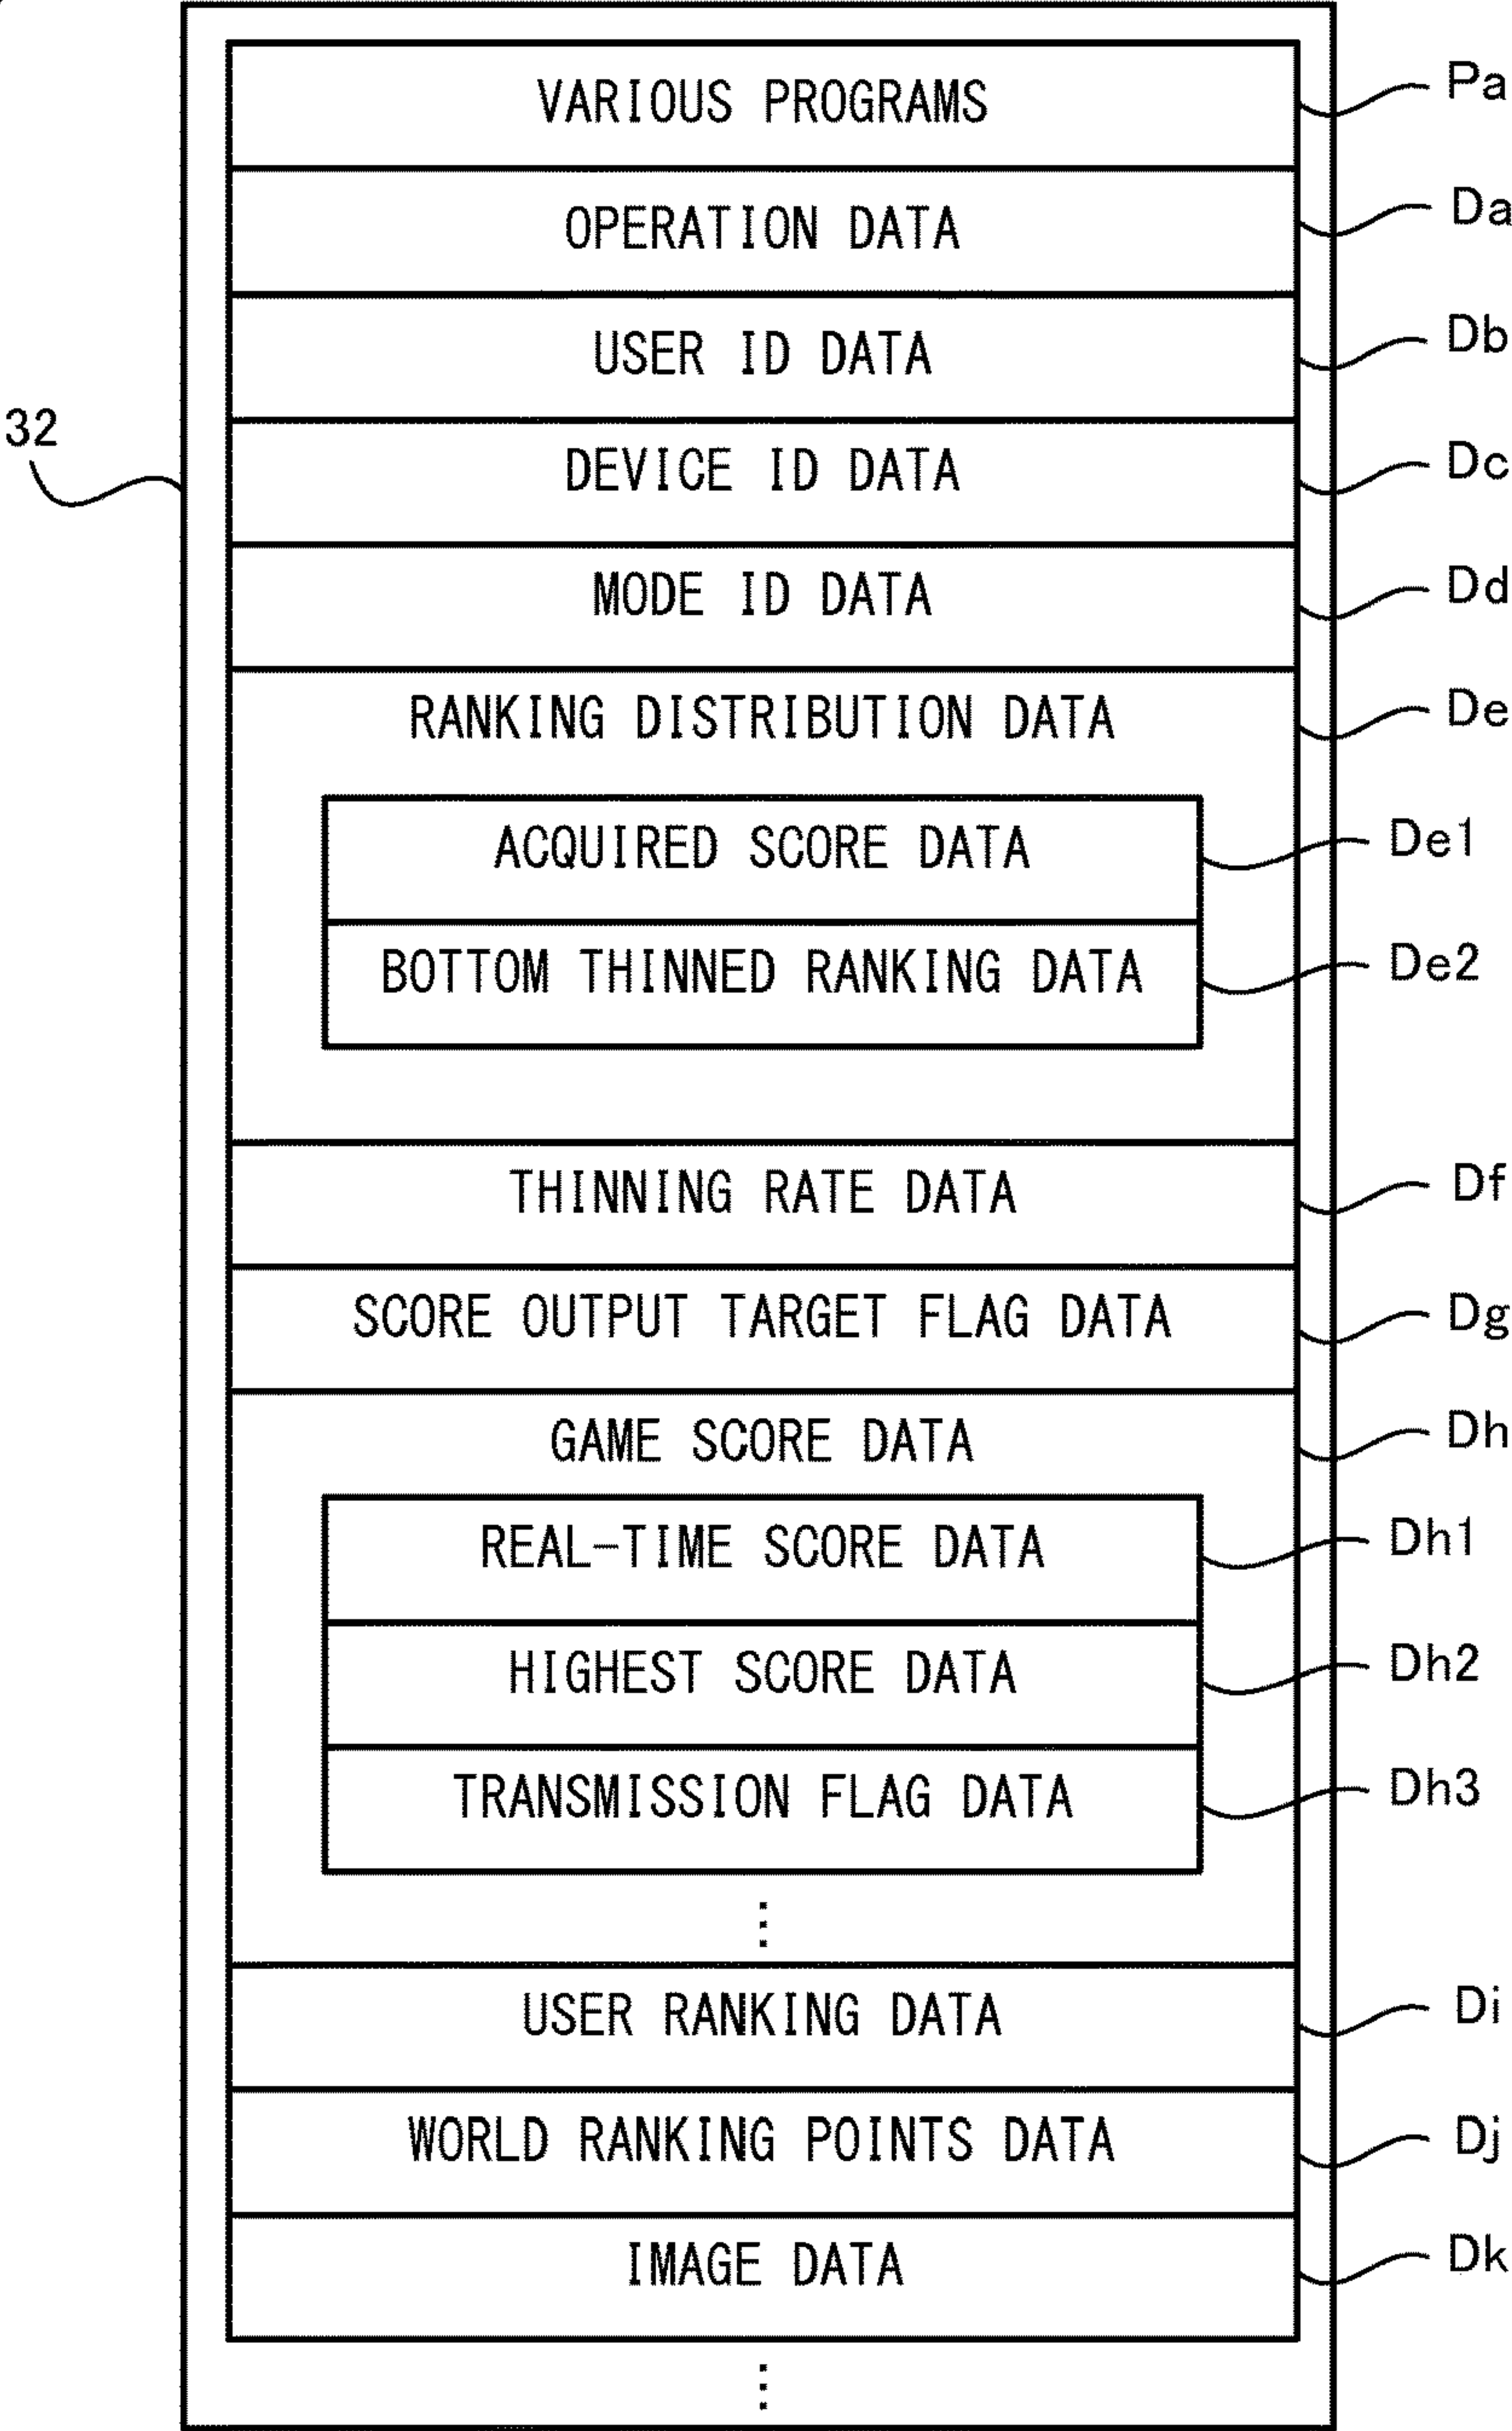 VARIOUS PROGRAMS Pa
OPERATION DATA Da
USER ID DATA Db
32
DEVICE ID DATA Dc
MODE ID DATA Dd
RANKING DISTRIBUTION DATA De
ACQUIRED SCORE DATA De1
BOTTOM THINNED RANKING DATA De2
THINNING RATE DATA Df
SCORE OUTPUT TARGET FLAG DATA Dg
GAME SCORE DATA Dh
REAL-TIME SCORE DATA Dh1
HIGHEST SCORE DATA Dh2
TRANSMISSION FLAG DATA Dh3
⋮
USER RANKING DATA Di
WORLD RANKING POINTS DATA Dj
IMAGE DATA Dk
⋮